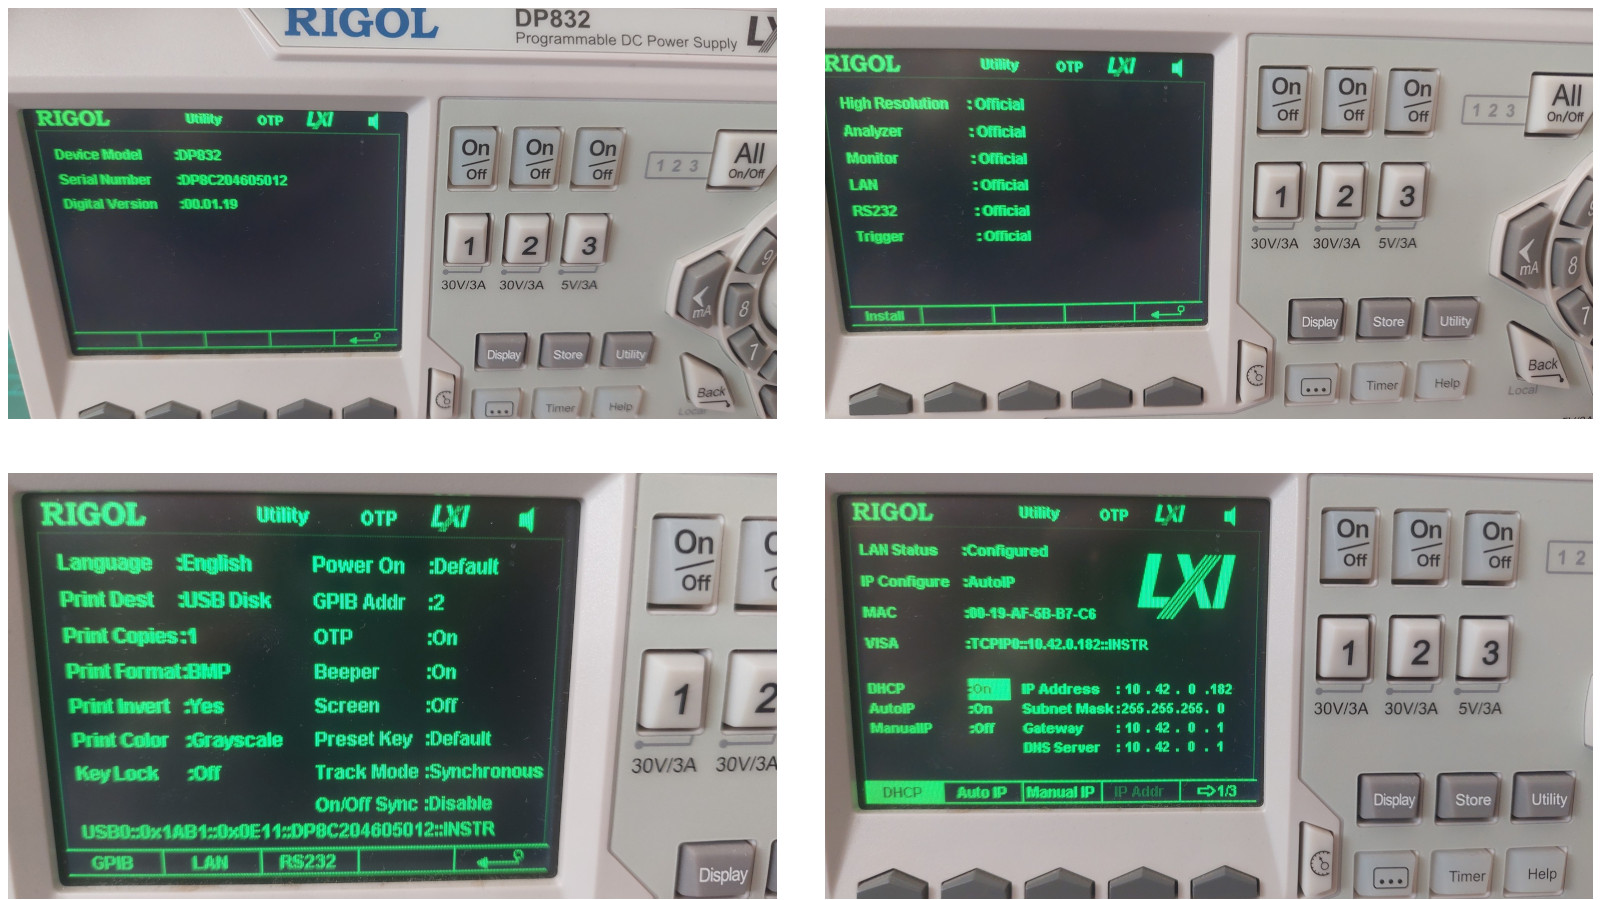 RIGOL DP832 LXI
Programmable DC Power Supply
RIGOL Utility OTP LXI
Device Model :DP832
Serial Number :DP8C204605012
Digital Version :00.01.19
On Off On Off On Off
1 2 3
All On/Off
1 2 3
30V/3A 30V/3A 5V/3A
mA
9
8
7
Display Store Utility
Back
Local
... Timer Help
RIGOL Utility OTP LXI
High Resolution :Official
Analyzer :Official
Monitor :Official
LAN :Official
RS232 :Official
Trigger :Official
Install
On Off On Off On Off
1 2 3
All On/Off
1 2 3
30V/3A 30V/3A 5V/3A
mA
8
7
Display Store Utility
Back
Local
... Timer Help
RIGOL Utility OTP LXI
Language :English Power On :Default
Print Dest :USB Disk GPIB Addr :2
Print Copies:1 OTP :On
Print Format:BMP Beeper :On
Print Invert :Yes Screen :Off
Print Color :Grayscale Preset Key :Default
Key Lock :Off Track Mode :Synchronous
On/Off Sync :Disable
USB0::0x1AB1::0x0E11::DP8C204605012::INSTR
GPIB LAN RS232
On Off
1 2
30V/3A 30V/3A
Display
RIGOL Utility OTP LXI
LAN Status :Configured
LXI
IP Configure :AutoIP
MAC :00-19-AF-5B-B7-C6
VISA :TCPIP0::10.42.0.182::INSTR
DHCP :On IP Address :10.42.0.182
AutoIP :On Subnet Mask:255.255.255.0
ManualIP :Off Gateway :10.42.0.1
DNS Server :10.42.0.1
DHCP Auto IP Manual IP IP Addr 1/3
On Off On Off On Off
1 2
1 2 3
30V/3A 30V/3A 5V/3A
Display Store Utility
... Timer Help